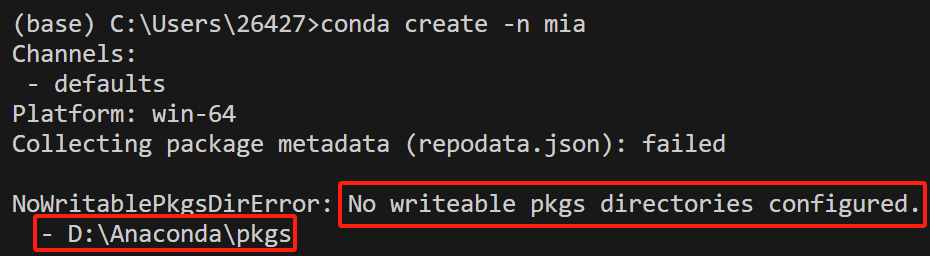 (base) C:\Users\26427>conda create -n mia
Channels:
 - defaults
Platform: win-64
Collecting package metadata (repodata.json): failed
NoWritablePkgsDirError: No writeable pkgs directories configured.
  - D:\Anaconda\pkgs